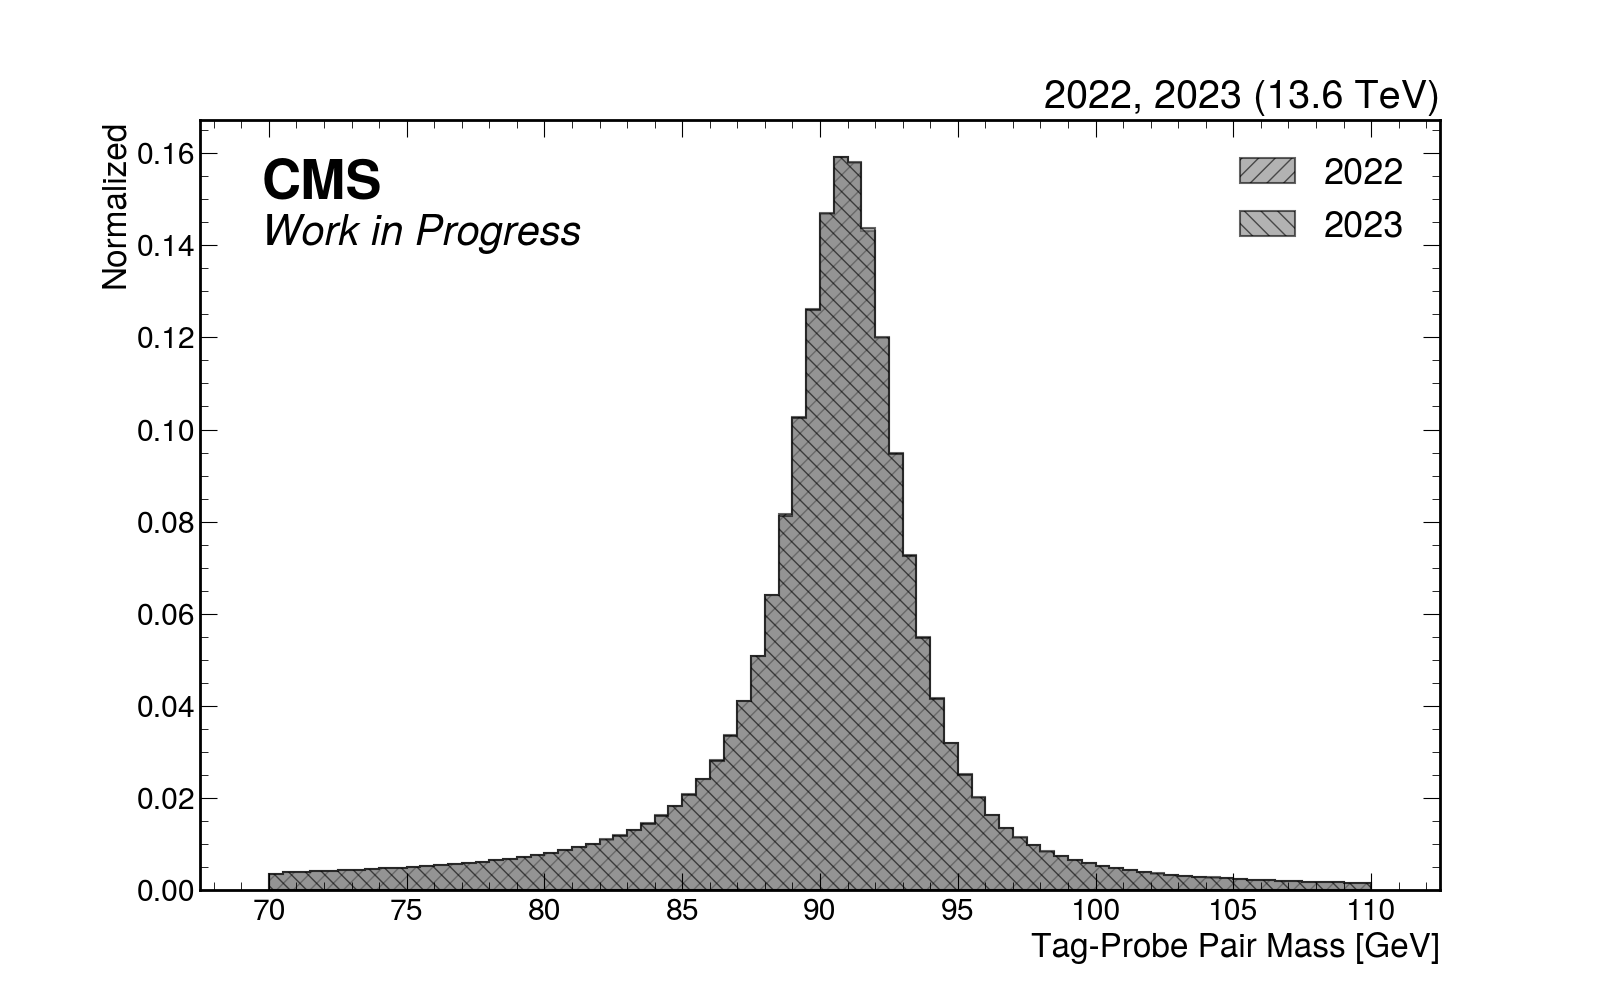 2022, 2023 (13.6 TeV)
Normalized
CMS
Work in Progress
2022
2023
0.16
0.14
0.12
0.10
0.08
0.06
0.04
0.02
0.00
70 75 80 85 90 95 100 105 110
Tag-Probe Pair Mass [GeV]